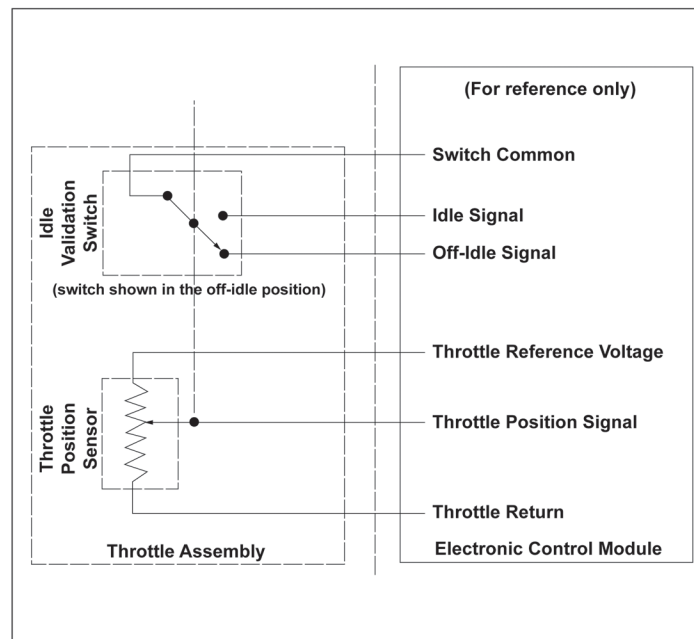 (For reference only)
Switch Common
Idle
Validation
Switch
Idle Signal
Off-Idle Signal
(switch shown in the off-idle position)
Throttle Reference Voltage
Throttle
Position
Sensor
Throttle Position Signal
Throttle Return
Throttle Assembly
Electronic Control Module